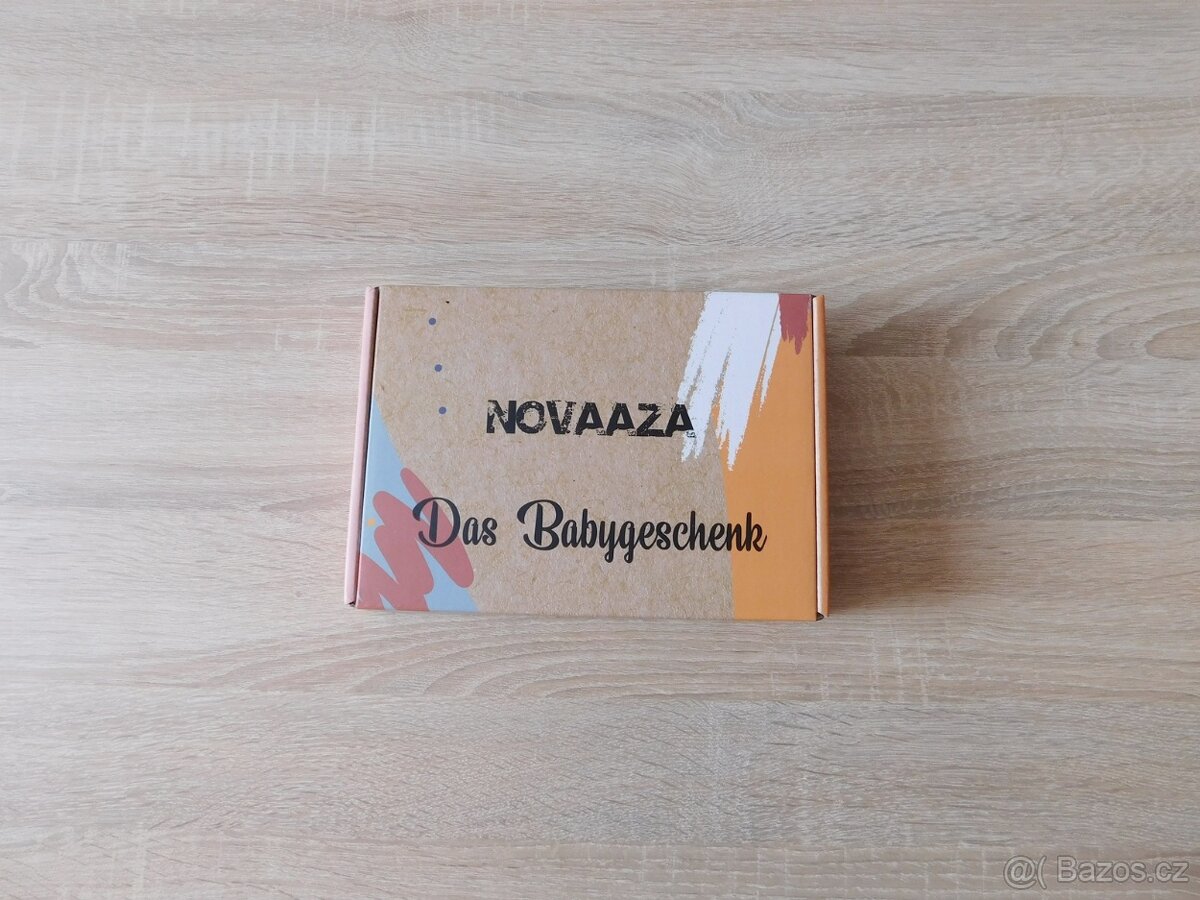 NOVAAZA
Das Babygeschenk
@( Bazos.cz